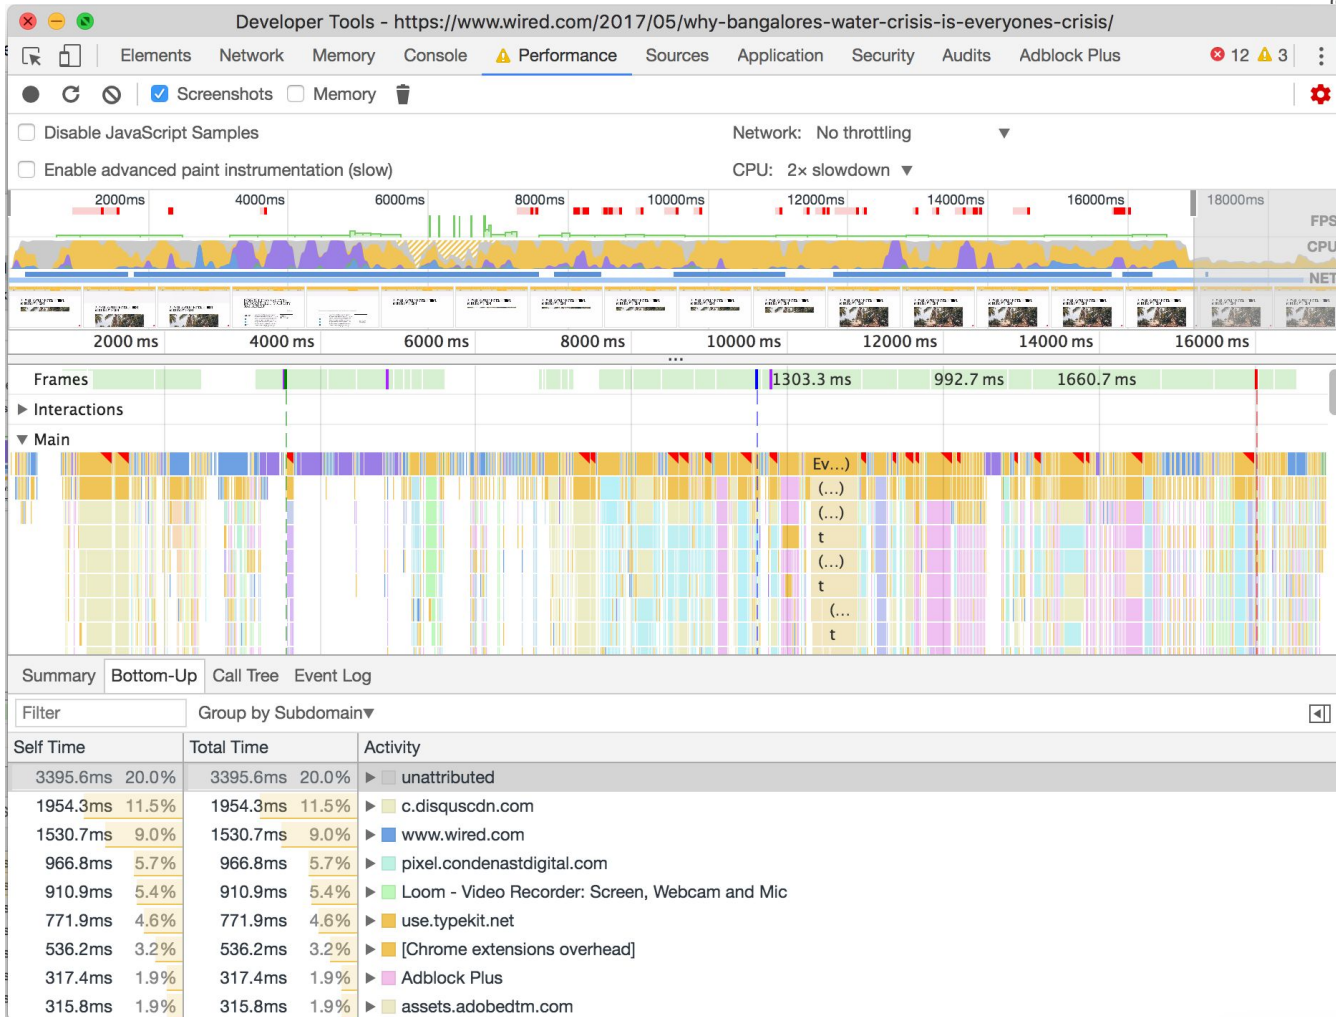 Developer Tools - https://www.wired.com/2017/05/why-bangalores-water-crisis-is-everyones-crisis/
Elements Network Memory Console Performance Sources Application Security Audits Adblock Plus 12 3
Screenshots Memory
Disable JavaScript Samples Network: No throttling
Enable advanced paint instrumentation (slow) CPU: 2× slowdown
2000ms 4000ms 6000ms 8000ms 10000ms 12000ms 14000ms 16000ms 18000ms
FPS
CPU
NET
2000 ms 4000 ms 6000 ms 8000 ms 10000 ms 12000 ms 14000 ms 16000 ms
...
Frames 1303.3 ms 992.7 ms 1660.7 ms
Interactions
Main
Ev...)
(...)
(...)
t
(...)
t
(...
t
Summary Bottom-Up Call Tree Event Log
Filter Group by Subdomain
Self Time Total Time Activity
3395.6ms 20.0% 3395.6ms 20.0% unattributed
1954.3ms 11.5% 1954.3ms 11.5% c.disquscdn.com
1530.7ms 9.0% 1530.7ms 9.0% www.wired.com
966.8ms 5.7% 966.8ms 5.7% pixel.condenastdigital.com
910.9ms 5.4% 910.9ms 5.4% Loom - Video Recorder: Screen, Webcam and Mic
771.9ms 4.6% 771.9ms 4.6% use.typekit.net
536.2ms 3.2% 536.2ms 3.2% [Chrome extensions overhead]
317.4ms 1.9% 317.4ms 1.9% Adblock Plus
315.8ms 1.9% 315.8ms 1.9% assets.adobedtm.com